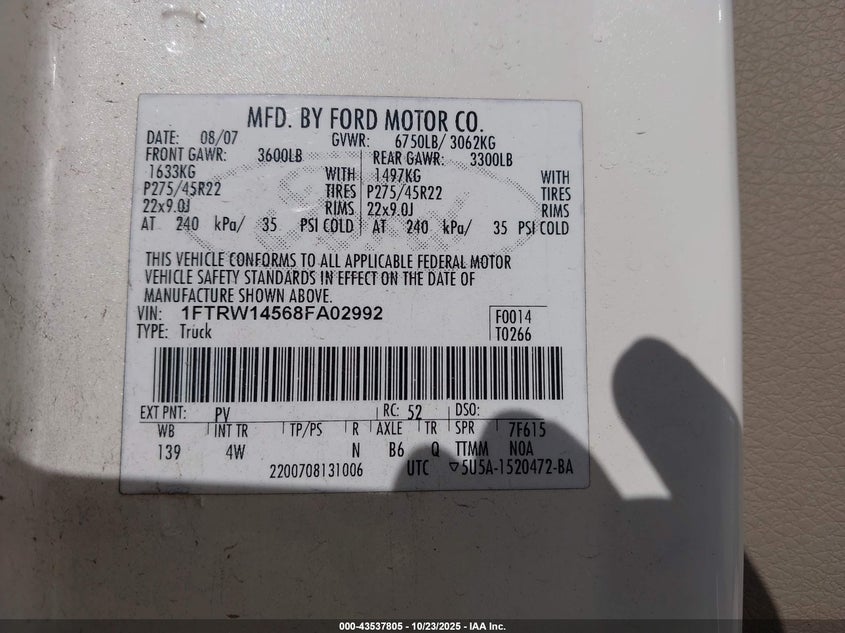 MFD. BY FORD MOTOR CO.
DATE: 08/07 GVWR: 6750LB/ 3062KG
FRONT GAWR: 3600LB REAR GAWR: 3300LB
1633KG WITH 1497KG WITH
P275/45R22 TIRES P275/45R22 TIRES
22x9.0J RIMS 22x9.0J RIMS
AT 240 kPa/ 35 PSI COLD AT 240 kPa/ 35 PSI COLD
THIS VEHICLE CONFORMS TO ALL APPLICABLE FEDERAL MOTOR
VEHICLE SAFETY STANDARDS IN EFFECT ON THE DATE OF
MANUFACTURE SHOWN ABOVE.
VIN: 1FTRW14568FA02992 F0014
TYPE: Truck T0266
EXT PNT: PV RC: 52 DSO:
WB INT TR TP/PS R AXLE TR SPR 7F615
139 4W N B6 Q TTMM NOA
2200708131006 UTC ▽5U5A-1520472-BA
000-43537805 - 10/23/2025 - IAA Inc.